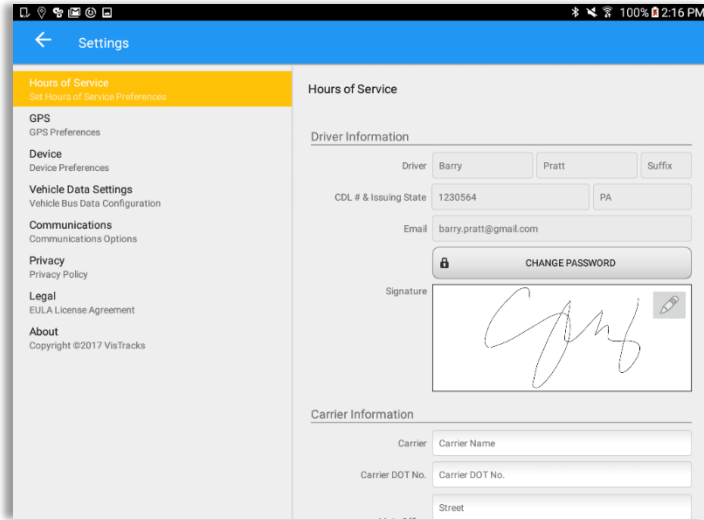 100% 2:16 PM
Settings
Hours of Service
Set Hours of Service Preferences
GPS
GPS Preferences
Device
Device Preferences
Vehicle Data Settings
Vehicle Bus Data Configuration
Communications
Communications Options
Privacy
Privacy Policy
Legal
EULA License Agreement
About
Copyright ©2017 VisTracks
Hours of Service
Driver Information
Driver Barry Pratt Suffix
CDL # & Issuing State 1230564 PA
Email barry.pratt@gmail.com
CHANGE PASSWORD
Signature
Carrier Information
Carrier Carrier Name
Carrier DOT No. Carrier DOT No.
Street